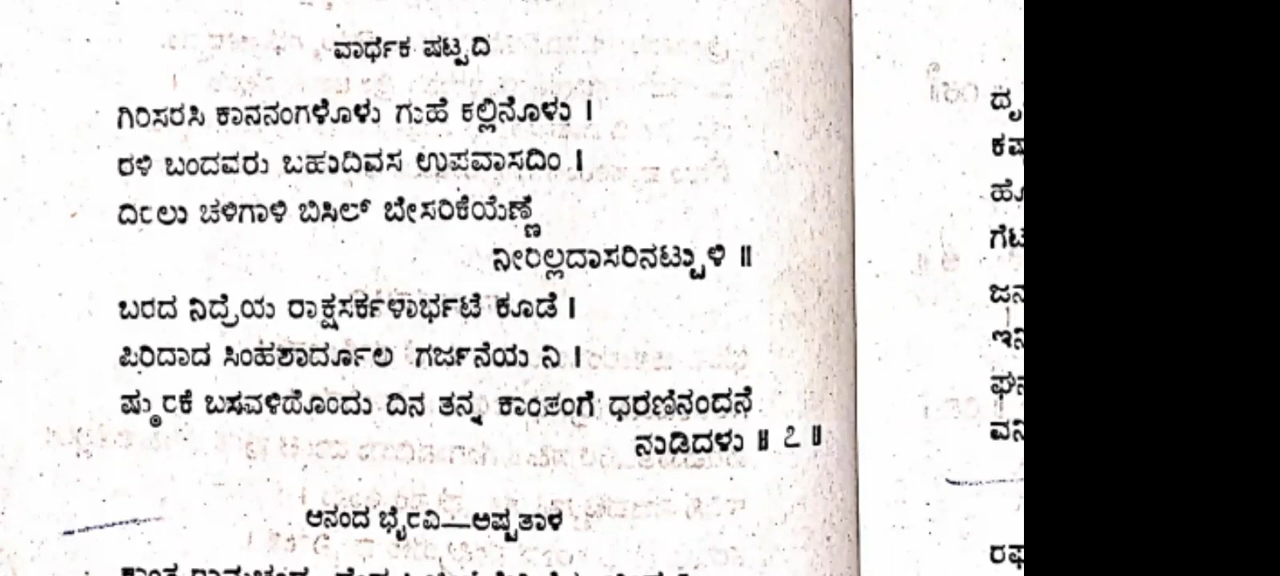 ವಾರ್ಧಕ ಷಟ್ಪದಿ
ಗಿರಿಸರಸಿ ಕಾನನಂಗಳೊಳು ಗುಹೆ ಕಲ್ಲಿನೊಳು ।
ರಳಿ ಬಂದವರು ಬಹುದಿವಸ ಉಪವಾಸದಿಂ ।
ದಿರಲು ಚಳಿಗಾಳಿ ಬಿಸಿಲ್ ಬೇಸರಿಕೆಯೆಣ್ಣೆ
ನೀರಿಲ್ಲದಾಸರಿನಟ್ಟುಳಿ ॥
ಬರದ ನಿದ್ರೆಯ ರಾಕ್ಷಸರ್ಕಳಾರ್ಭಟೆ ಕೂಡೆ ।
ಪಿರಿದಾದ ಸಿಂಹಶಾರ್ದೂಲ ಗರ್ಜನೆಯ ನಿ ।
ಷ್ಠುರಕೆ ಬಸವಳಿದೊಂದು ದಿನ ತನ್ನ ಕಾಂತಂಗೆ ಧರಣಿನಂದನೆ
ನುಡಿದಳು ॥ ೭ ॥
ಆನಂದ ಭೈರವಿ—ಅಷ್ಟತಾಳ